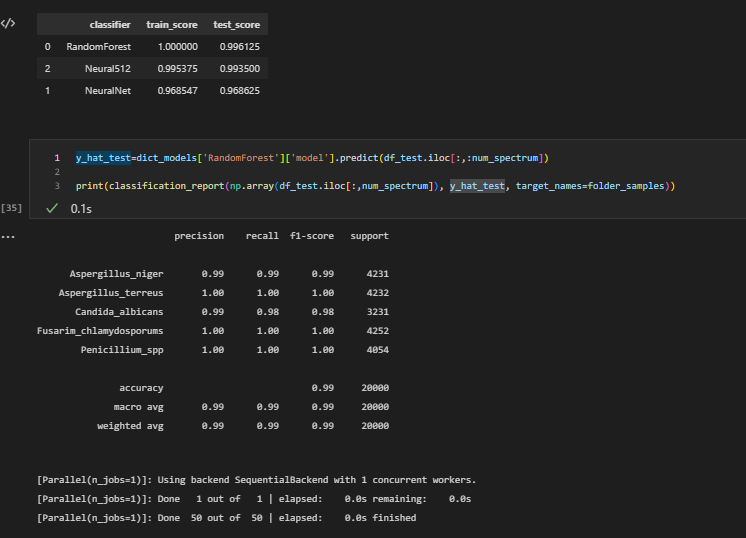 </>
classifier train_score test_score
0 RandomForest 1.000000 0.996125
2 Neural512 0.995375 0.993500
1 NeuralNet 0.968547 0.968625
1 y_hat_test=dict_models['RandomForest']['model'].predict(df_test.iloc[:,:num_spectrum])
2
3 print(classification_report(np.array(df_test.iloc[:,num_spectrum]), y_hat_test, target_names=folder_samples))
[35] ✓ 0.1s
...
precision recall f1-score support
Aspergillus_niger 0.99 0.99 0.99 4231
Aspergillus_terreus 1.00 1.00 1.00 4232
Candida_albicans 0.99 0.98 0.98 3231
Fusarim_chlamydosporums 1.00 1.00 1.00 4252
Penicillium_spp 1.00 1.00 1.00 4054
accuracy 0.99 20000
macro avg 0.99 0.99 0.99 20000
weighted avg 0.99 0.99 0.99 20000
[Parallel(n_jobs=1)]: Using backend SequentialBackend with 1 concurrent workers.
[Parallel(n_jobs=1)]: Done 1 out of 1 | elapsed: 0.0s remaining: 0.0s
[Parallel(n_jobs=1)]: Done 50 out of 50 | elapsed: 0.0s finished